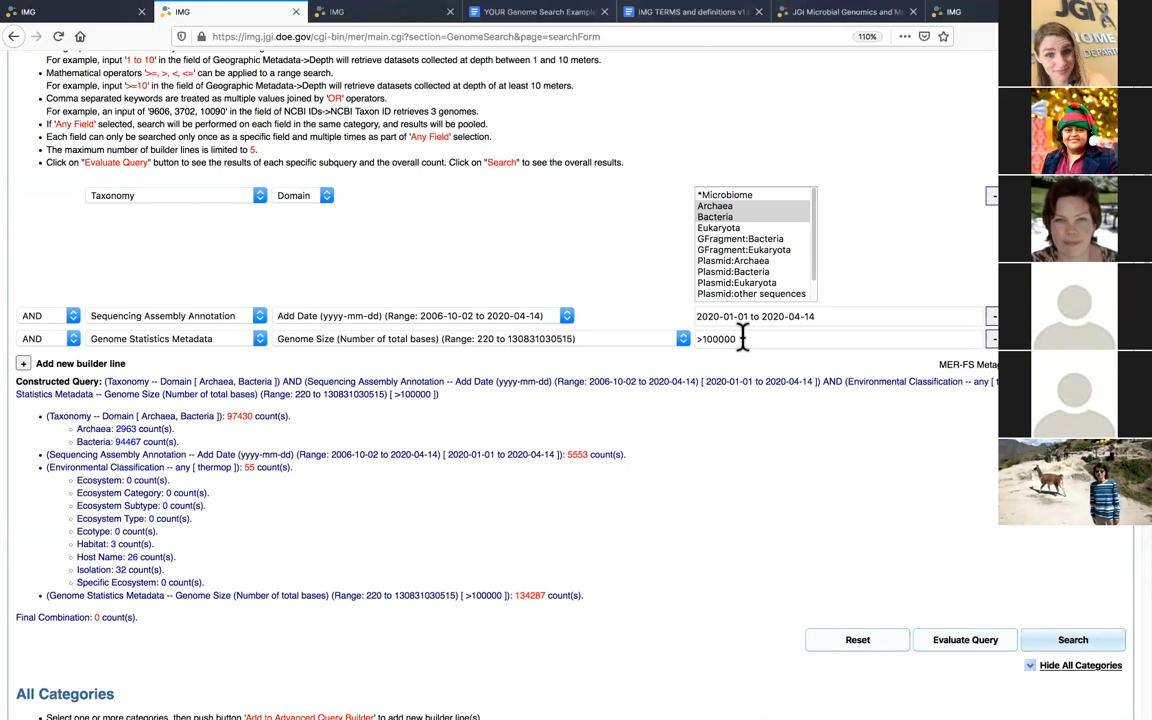 IMG
IMG
IMG
YOUR Genome Search Example
IMG TERMS and definitions v1.
JGI Microbial Genomics and M
IMG
https://img.jgi.doe.gov/cgi-bin/mer/main.cgi?section=GenomeSearch&page=searchForm
110%
For example, input '1 to 10' in the field of Geographic Metadata->Depth will retrieve datasets collected at depth between 1 and 10 meters.
Mathematical operators '>=, >, <, <=' can be applied to a range search.
For example, input '>=10' in the field of Geographic Metadata->Depth will retrieve datasets collected at depth of at least 10 meters.
Comma separated keywords are treated as multiple values joined by 'OR' operators.
For example, an input of '9606, 3702, 10090' in the field of NCBI IDs->NCBI Taxon ID retrieves 3 genomes.
If 'Any Field' selected, search will be performed on each field in the same category, and results will be pooled.
Each field can only be searched only once as a specific field and multiple times as part of 'Any Field' selection.
The maximum number of builder lines is limited to 5.
Click on "Evaluate Query" button to see the results of each specific subquery and the overall count. Click on "Search" to see the overall results.
Taxonomy
Domain
*Microbiome
Archaea
Bacteria
Eukaryota
GFragment:Bacteria
GFragment:Eukaryota
Plasmid:Archaea
Plasmid:Bacteria
Plasmid:Eukaryota
Plasmid:other sequences
-
AND
Sequencing Assembly Annotation
Add Date (yyyy-mm-dd) (Range: 2006-10-02 to 2020-04-14)
2020-01-01 to 2020-04-14
-
AND
Genome Statistics Metadata
Genome Size (Number of total bases) (Range: 220 to 130831030515)
>100000
-
+ Add new builder line
MER-FS Metag
Constructed Query: (Taxonomy -- Domain [ Archaea, Bacteria ]) AND (Sequencing Assembly Annotation -- Add Date (yyyy-mm-dd) (Range: 2006-10-02 to 2020-04-14) [ 2020-01-01 to 2020-04-14 ]) AND (Environmental Classification -- any [ t
Statistics Metadata -- Genome Size (Number of total bases) (Range: 220 to 130831030515) [ >100000 ])
(Taxonomy -- Domain [ Archaea, Bacteria ]): 97430 count(s).
Archaea: 2963 count(s).
Bacteria: 94467 count(s).
(Sequencing Assembly Annotation -- Add Date (yyyy-mm-dd) (Range: 2006-10-02 to 2020-04-14) [ 2020-01-01 to 2020-04-14 ]): 5553 count(s).
(Environmental Classification -- any [ thermop ]): 55 count(s).
Ecosystem: 0 count(s).
Ecosystem Category: 0 count(s).
Ecosystem Subtype: 0 count(s).
Ecosystem Type: 0 count(s).
Ecotype: 0 count(s).
Habitat: 3 count(s).
Host Name: 26 count(s).
Isolation: 32 count(s).
Specific Ecosystem: 0 count(s).
(Genome Statistics Metadata -- Genome Size (Number of total bases) (Range: 220 to 130831030515) [ >100000 ]): 134287 count(s).
Final Combination: 0 count(s).
Reset
Evaluate Query
Search
Hide All Categories
All Categories
Select one or more categories, then push button 'Add to Advanced Query Builder' to add new builder line(s)
JGI